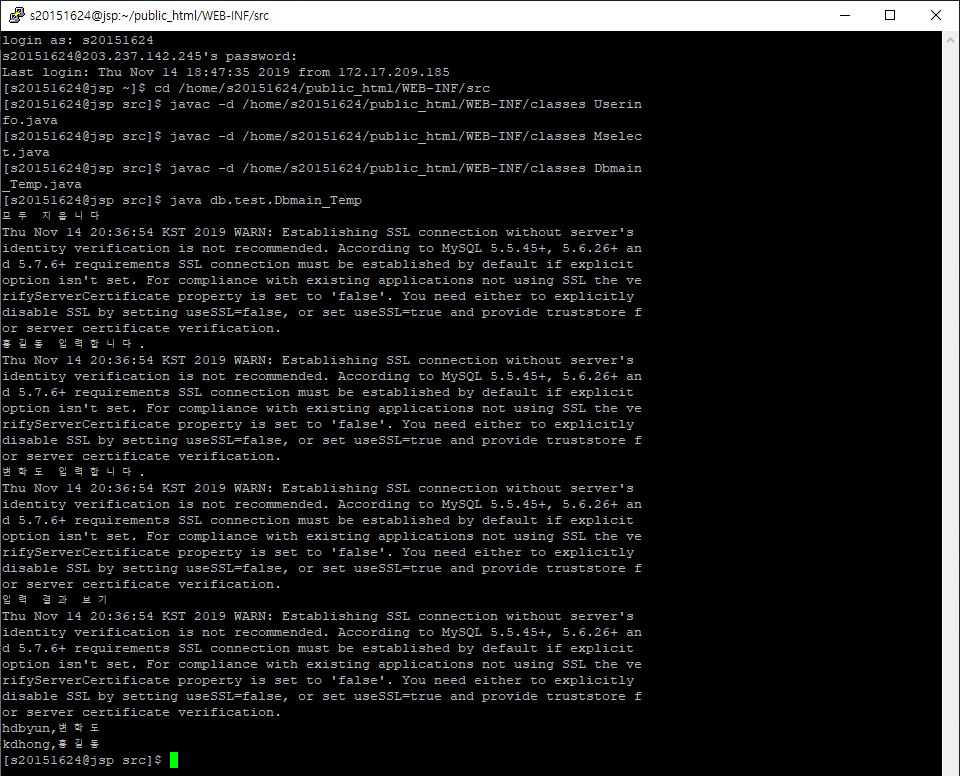 s20151624@jsp:~/public_html/WEB-INF/src
login as: s20151624
s20151624@203.237.142.245's password:
Last login: Thu Nov 14 18:47:35 2019 from 172.17.209.185
[s20151624@jsp ~]$ cd /home/s20151624/public_html/WEB-INF/src
[s20151624@jsp src]$ javac -d /home/s20151624/public_html/WEB-INF/classes Userin
fo.java
[s20151624@jsp src]$ javac -d /home/s20151624/public_html/WEB-INF/classes Mselec
t.java
[s20151624@jsp src]$ javac -d /home/s20151624/public_html/WEB-INF/classes Dbmain
_Temp.java
[s20151624@jsp src]$ java db.test.Dbmain_Temp
모두 지웁니다
Thu Nov 14 20:36:54 KST 2019 WARN: Establishing SSL connection without server's
identity verification is not recommended. According to MySQL 5.5.45+, 5.6.26+ an
d 5.7.6+ requirements SSL connection must be established by default if explicit
option isn't set. For compliance with existing applications not using SSL the ve
rifyServerCertificate property is set to 'false'. You need either to explicitly
disable SSL by setting useSSL=false, or set useSSL=true and provide truststore f
or server certificate verification.
홍길동 입력합니다.
Thu Nov 14 20:36:54 KST 2019 WARN: Establishing SSL connection without server's
identity verification is not recommended. According to MySQL 5.5.45+, 5.6.26+ an
d 5.7.6+ requirements SSL connection must be established by default if explicit
option isn't set. For compliance with existing applications not using SSL the ve
rifyServerCertificate property is set to 'false'. You need either to explicitly
disable SSL by setting useSSL=false, or set useSSL=true and provide truststore f
or server certificate verification.
변학도 입력합니다.
Thu Nov 14 20:36:54 KST 2019 WARN: Establishing SSL connection without server's
identity verification is not recommended. According to MySQL 5.5.45+, 5.6.26+ an
d 5.7.6+ requirements SSL connection must be established by default if explicit
option isn't set. For compliance with existing applications not using SSL the ve
rifyServerCertificate property is set to 'false'. You need either to explicitly
disable SSL by setting useSSL=false, or set useSSL=true and provide truststore f
or server certificate verification.
입력 결과 보기
Thu Nov 14 20:36:54 KST 2019 WARN: Establishing SSL connection without server's
identity verification is not recommended. According to MySQL 5.5.45+, 5.6.26+ an
d 5.7.6+ requirements SSL connection must be established by default if explicit
option isn't set. For compliance with existing applications not using SSL the ve
rifyServerCertificate property is set to 'false'. You need either to explicitly
disable SSL by setting useSSL=false, or set useSSL=true and provide truststore f
or server certificate verification.
hdbyun,변학도
kdhong,홍길동
[s20151624@jsp src]$